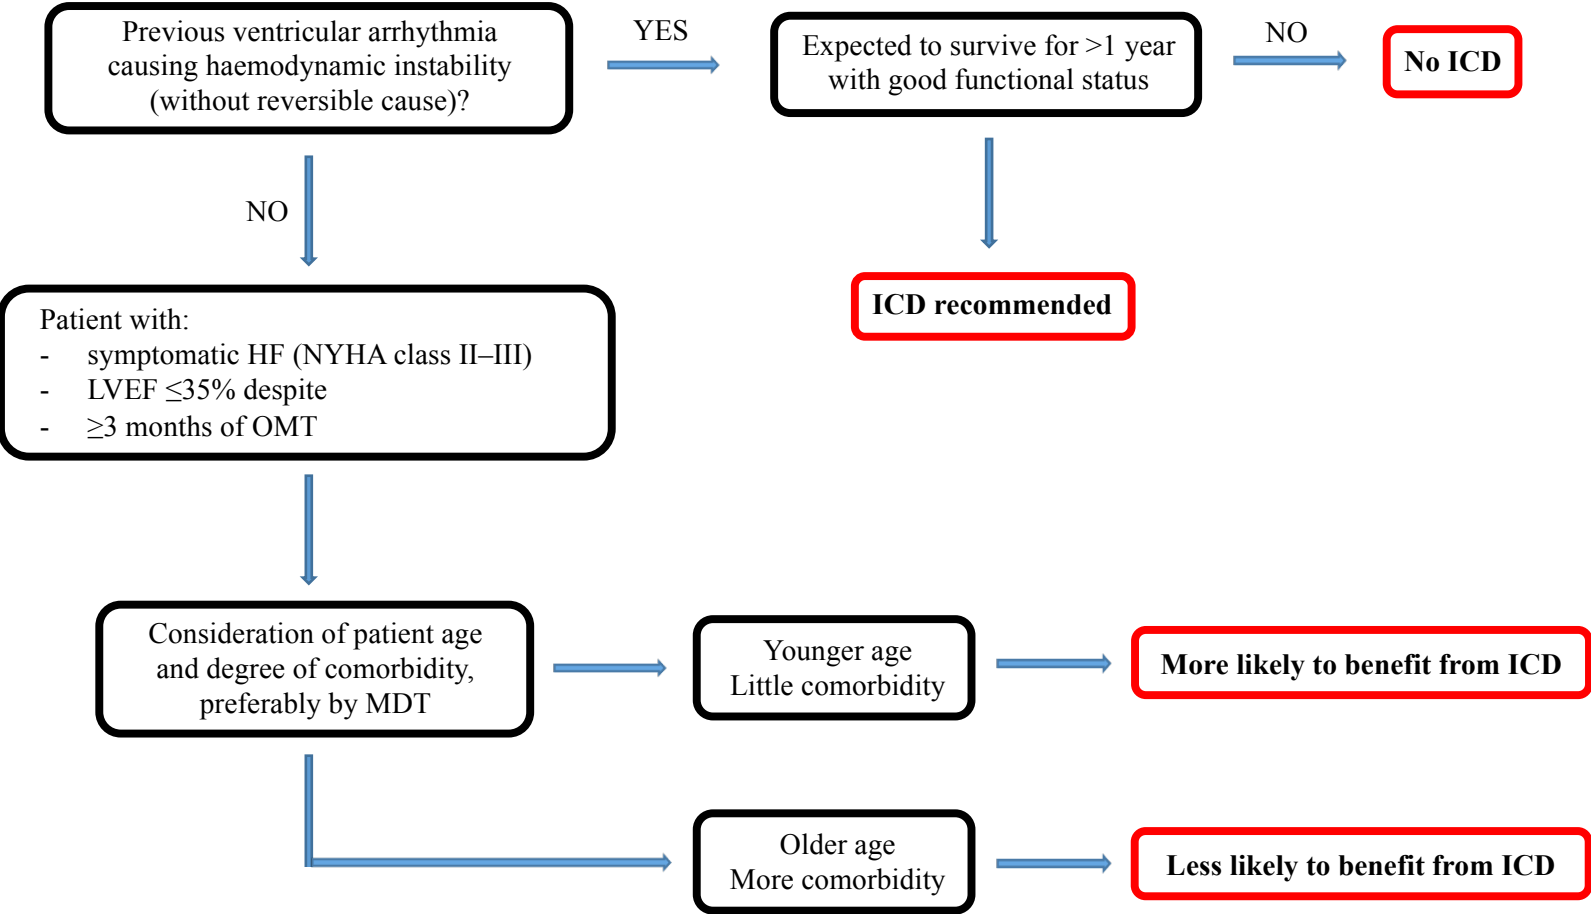 Previous ventricular arrhythmia
causing haemodynamic instability
(without reversible cause)?
YES
Expected to survive for >1 year
with good functional status
NO
No ICD
NO
ICD recommended
Patient with:
- symptomatic HF (NYHA class II–III)
- LVEF ≤35% despite
- ≥3 months of OMT
Consideration of patient age
and degree of comorbidity,
preferably by MDT
Younger age
Little comorbidity
More likely to benefit from ICD
Older age
More comorbidity
Less likely to benefit from ICD